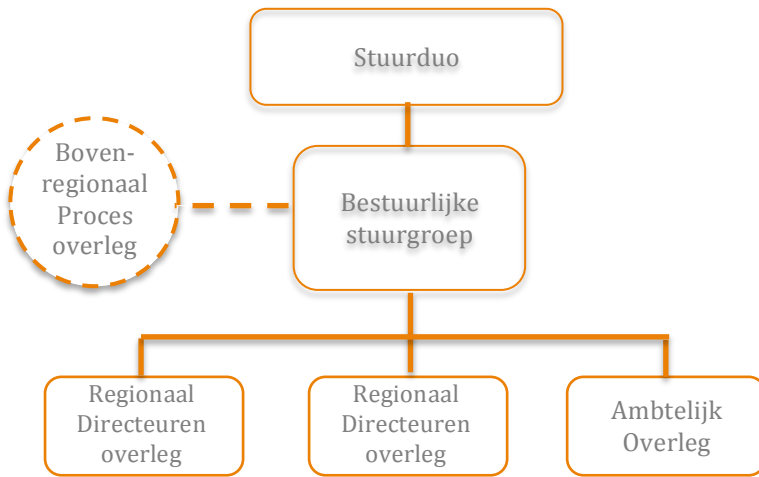 Stuurduo
Boven-
regionaal
Proces
overleg
Bestuurlijke
stuurgroep
Regionaal
Directeuren
overleg
Regionaal
Directeuren
overleg
Ambtelijk
Overleg